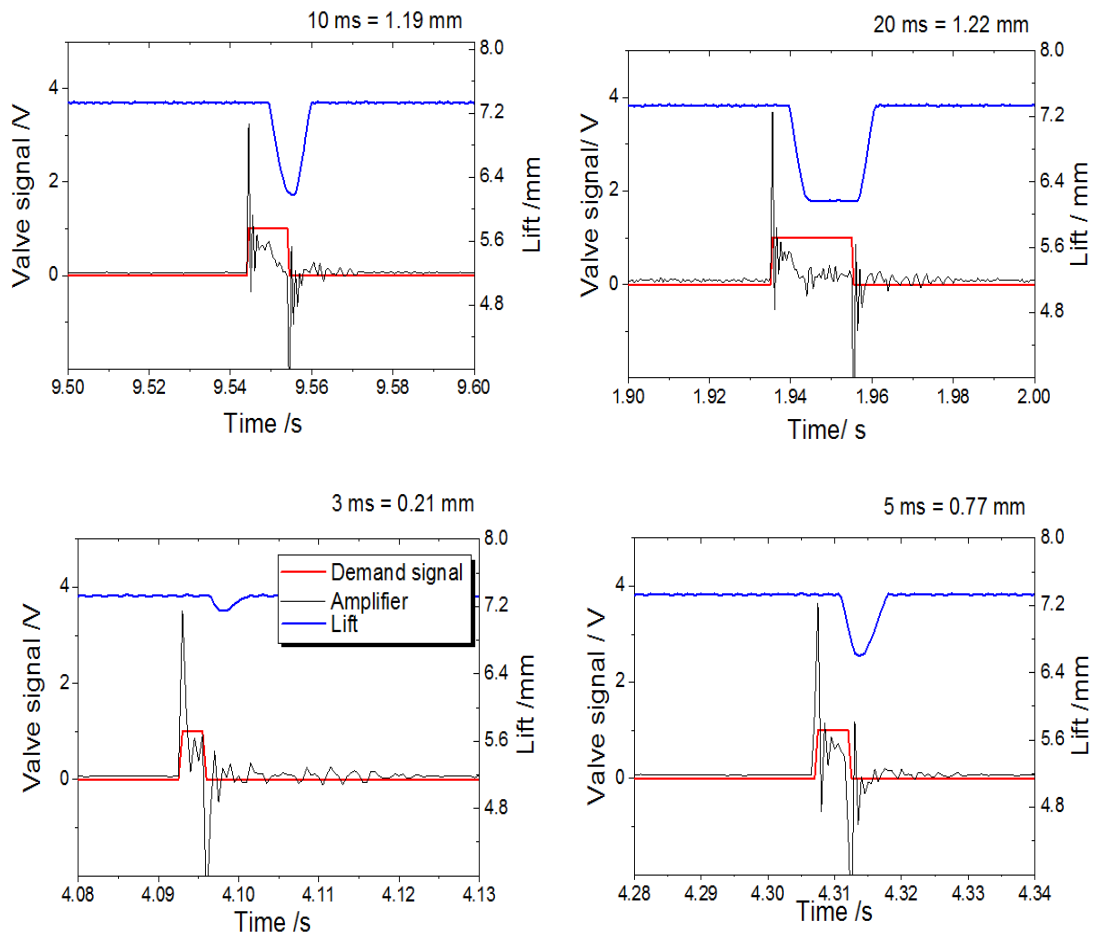 10 ms = 1.19 mm
Valve signal /V
4
2
0
8.0
7.2
6.4
5.6
4.8
Lift /mm
9.50 9.52 9.54 9.56 9.58 9.60
Time /s
20 ms = 1.22 mm
Valve signal/ V
4
2
0
8.0
7.2
6.4
5.6
4.8
Lift / mm
1.90 1.92 1.94 1.96 1.98 2.00
Time/ s
3 ms = 0.21 mm
Valve signal /V
4
2
0
Demand signal
Amplifier
Lift
8.0
7.2
6.4
5.6
4.8
Lift /mm
4.08 4.09 4.10 4.11 4.12 4.13
Time /s
5 ms = 0.77 mm
Valve signal / V
4
2
0
8.0
7.2
6.4
5.6
4.8
Lift /mm
4.28 4.29 4.30 4.31 4.32 4.33 4.34
Time /s